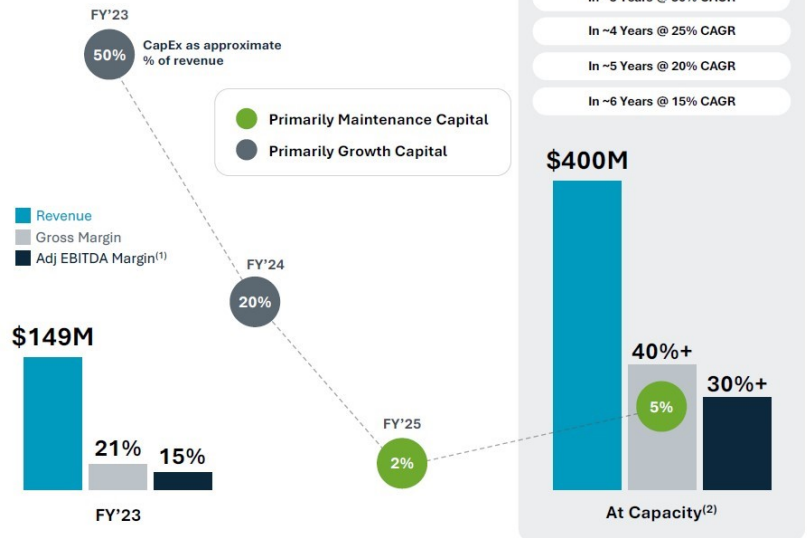 FY'23
50%
CapEx as approximate
% of revenue
Primarily Maintenance Capital
Primarily Growth Capital
Revenue
Gross Margin
Adj EBITDA Margin(1)
FY'24
20%
$149M
21%
15%
FY'23
FY'25
2%
In ~4 Years @ 25% CAGR
In ~5 Years @ 20% CAGR
In ~6 Years @ 15% CAGR
$400M
40%+
30%+
5%
At Capacity(2)